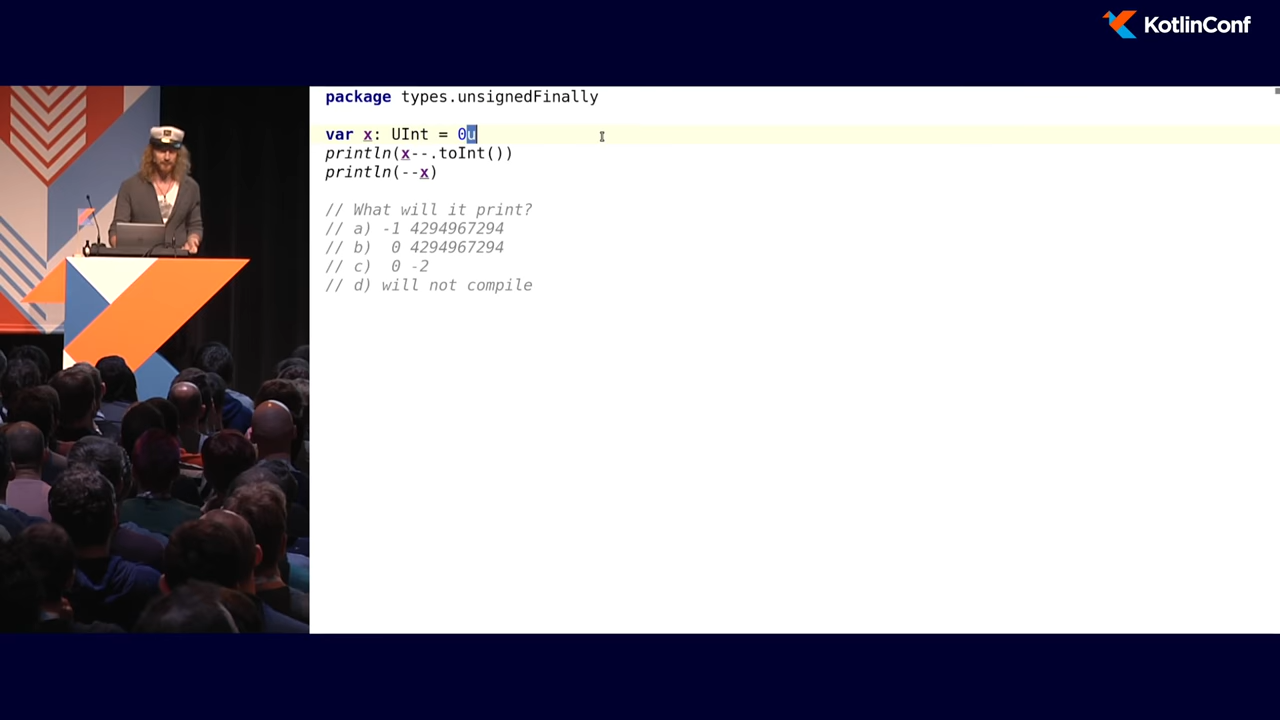 KotlinConf
package types.unsignedFinally
var x: UInt = 0u
println(x--.toInt())
println(--x)
// What will it print?
// a) -1 4294967294
// b)  0 4294967294
// c)  0 -2
// d) will not compile